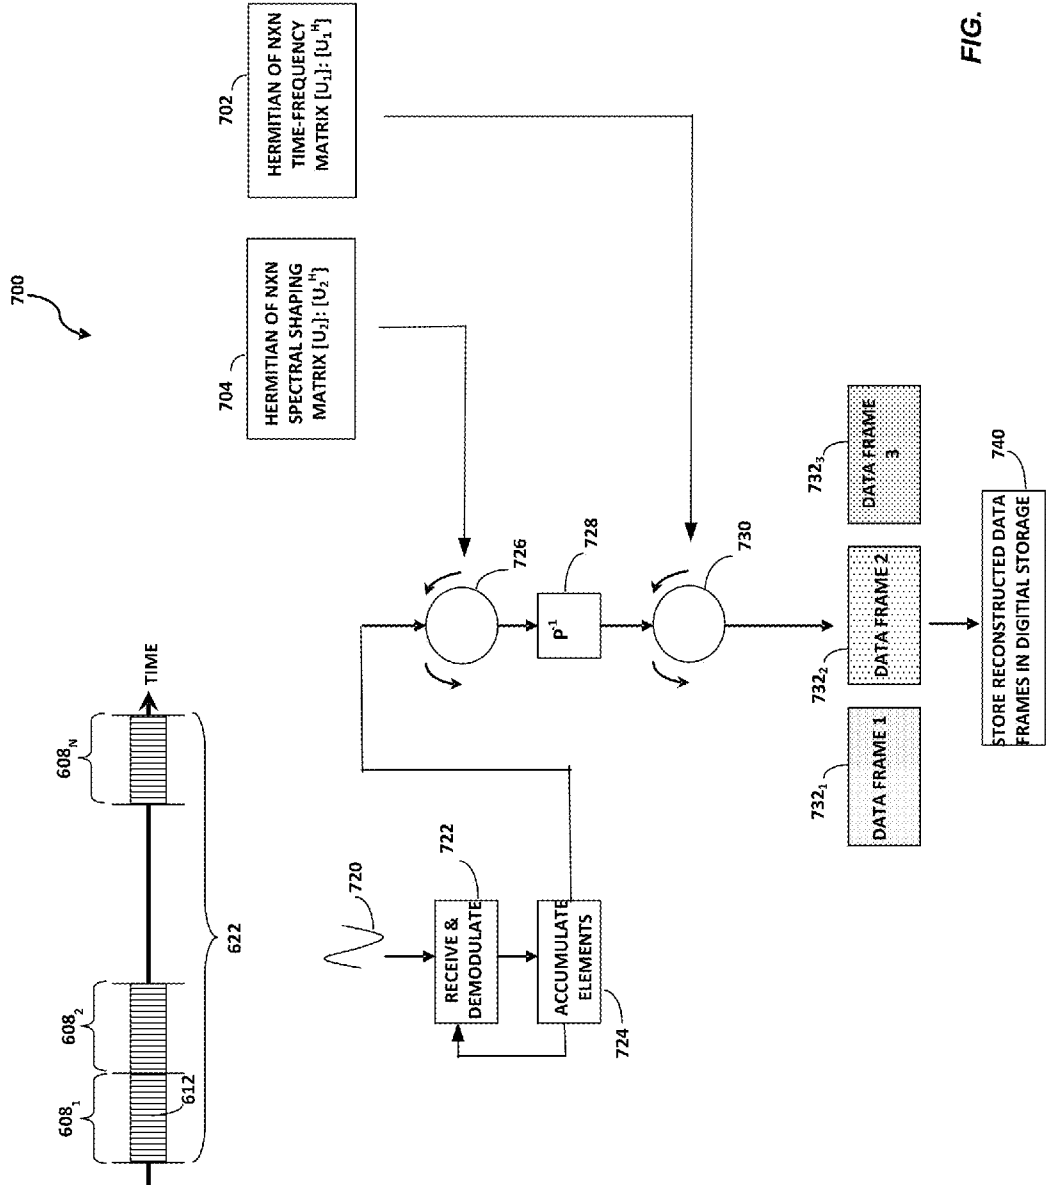 700
FIG.
608₁
608₂
608_N
TIME
612
622
702
HERMITIAN OF NXN
TIME-FREQUENCY
MATRIX [U₁]: [U₁ᴴ]
704
HERMITIAN OF NXN
SPECTRAL SHAPING
MATRIX [U₂]: [U₂ᴴ]
720
722
RECEIVE &
DEMODULATE
724
ACCUMULATE
ELEMENTS
726
728
P⁻¹
730
732₁
DATA FRAME 1
732₂
DATA FRAME 2
732₃
DATA FRAME
3
740
STORE RECONSTRUCTED DATA
FRAMES IN DIGITIAL STORAGE